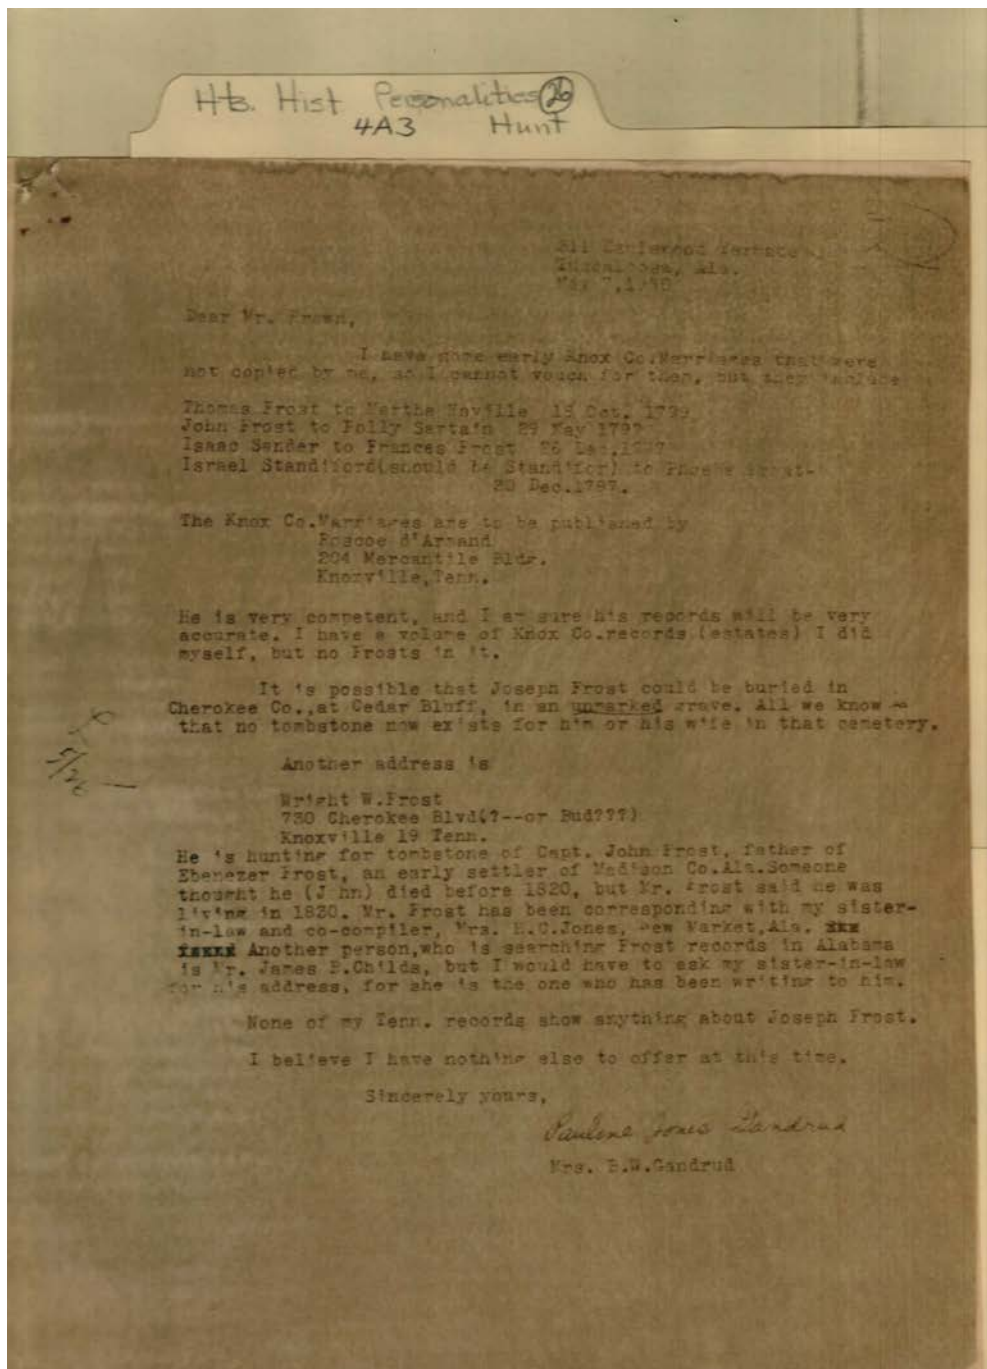 Hts. Hist Personalities 26
4A3 Hunt
Terrace
Tuscaloosa, Ala.
May 7,
Dear Mr. Brown,
I have some early Knox Co.Marriages that were
not copied by me, so I cannot vouch for them, but they include
Thomas Frost to Martha Neville 15 Oct. 1799
John Frost to Polly Sartain 29 May 179
Isaac Sender to Frances Frost 26 Dec.
Israel Standiford(should be Standifer) to Phoebe Frost-
20 Dec.1797.
The Knox Co.Marriages are to be published by
Roscoe d'Armand
204 Mercantile Bldg.
Knoxville,Tenn.
He is very competent, and I am sure his records will be very
accurate. I have a volume of Knox Co.records (estates) I did
myself, but no Frosts in it.
It is possible that Joseph Frost could be buried in
Cherokee Co.,at Cedar Bluff, in an unmarked grave. All we know
that no tombstone now exists for him or his wife in that cemetery.
5/26
Another address is
Wright W.Frost
730 Cherokee Blvd(?--or Bud???)
Knoxville 19 Tenn.
He is hunting for tombstone of Capt. John Frost, father of
Ebenezer Frost, an early settler of Madison Co.Ala.Someone
thought he (J hn) died before 1820, but Mr. Frost said he was
living in 1830. Mr. Frost has been corresponding with my sister-
in-law and co-compiler, Mrs. E.C.Jones, New Market,Ala.
Another person,who is searching Frost records in Alabama
is Mr. James B.Childs, but I would have to ask my sister-in-law
for his address, for she is the one who has been writing to him.
None of my Tenn. records show anything about Joseph Frost.
I believe I have nothing else to offer at this time.
Sincerely yours,
Pauline Jones Gandrud
Mrs. B.W.Gandrud